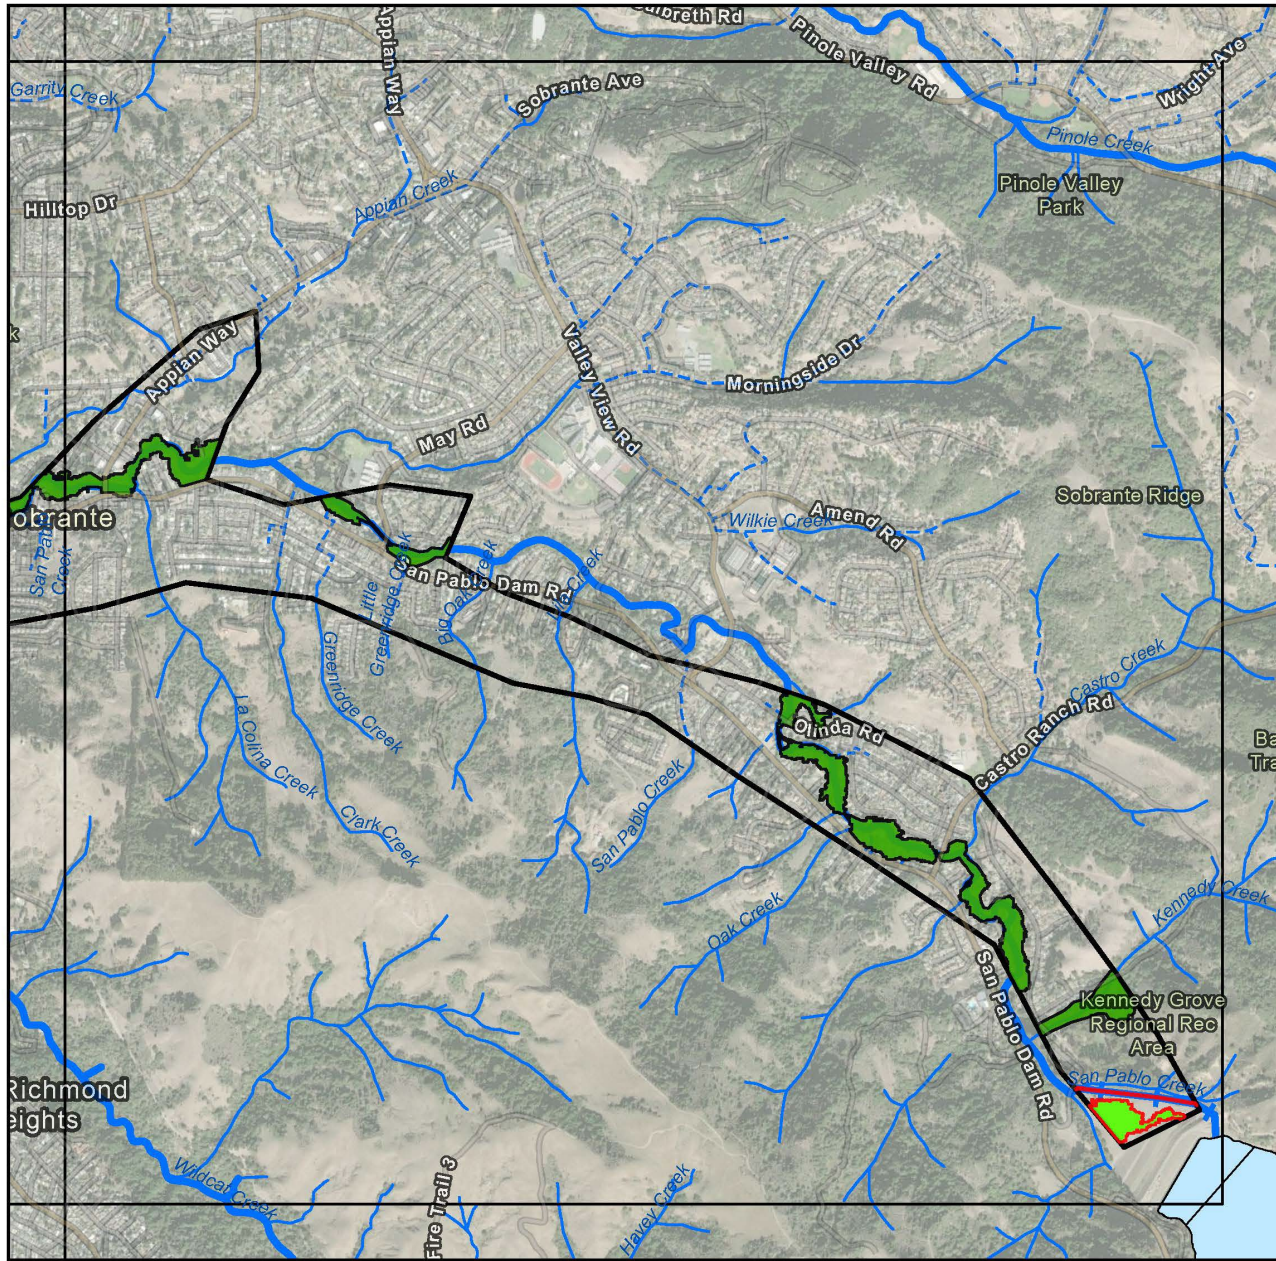 Appian Way
Pinole Valley Rd
Sobrante Ave
Wright Ave
Garrity Creek
Pinole Creek
Pinole Valley
Park
Appian Creek
Hilltop Dr
Appian Way
Valley View Rd
Morningside Dr
May Rd
Sobrante Ridge
obrante
Wilkie Creek
Amend Rd
Creek
San Pablo Dam Rd
Little
Greenridge Creek
Big Oak Creek
Greenridge Creek
Castro Creek
La Colina Creek
Olinda Rd
Castro Ranch Rd
Ba
Tra
Clark Creek
San Pablo Creek
Oak Creek
Kennedy Creek
San Pablo Dam Rd
Kennedy Grove
Regional Rec
Area
San Pablo Creek
Richmond
eights
Wildcat Creek
Fire Trail 3
Havey Creek